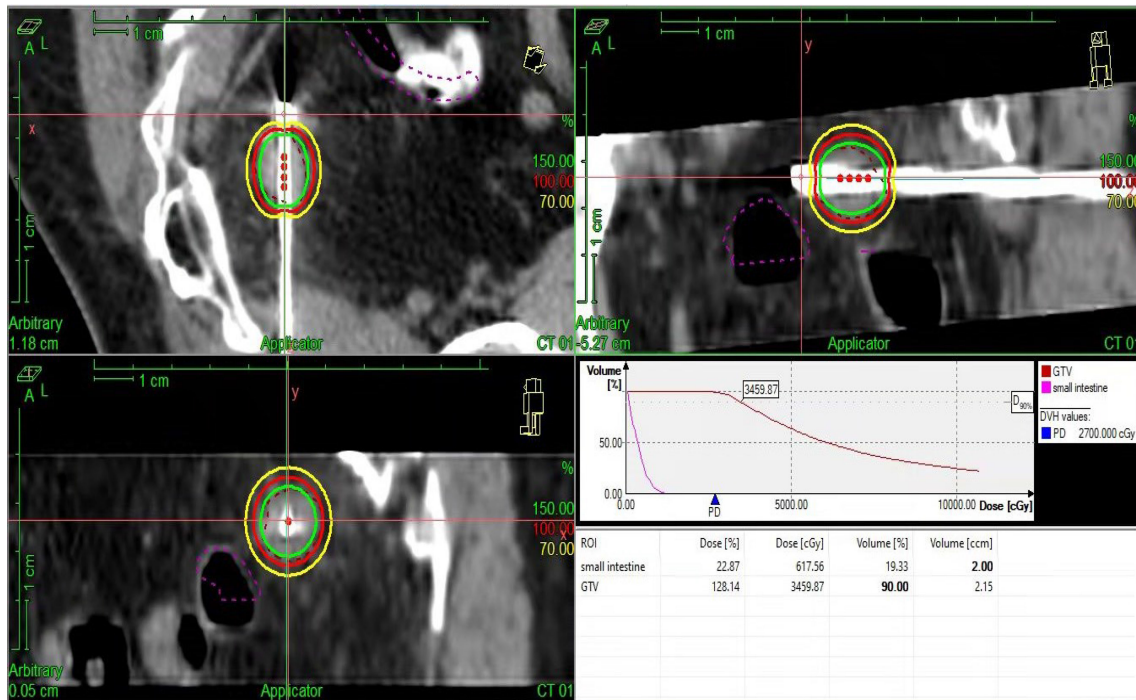 1 cm
A L
x
%
150.00
100.00
70.00
1 cm
Arbitrary
1.18 cm
Applicator
CT 01
1 cm
A L
y
%
150.00
100.00
70.00
1 cm
Arbitrary
-5.27 cm
Applicator
CT 01
1 cm
A L
y
%
150.00
100.00
70.00
x
1 cm
Arbitrary
0.05 cm
Applicator
CT 01
Volume
[%]
3459.87
D90%
50.00
0.00
0.00
PD
5000.00
10000.00
Dose [cGy]
GTV
small intestine
DVH values:
PD 2700.000 cGy
ROI Dose [%] Dose [cGy] Volume [%] Volume [ccm]
small intestine 22.87 617.56 19.33 2.00
GTV 128.14 3459.87 90.00 2.15